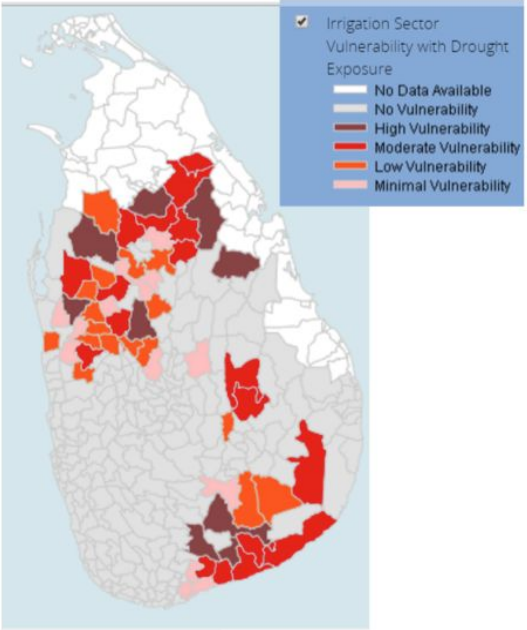 Irrigation Sector
Vulnerability with Drought
Exposure
No Data Available
No Vulnerability
High Vulnerability
Moderate Vulnerability
Low Vulnerability
Minimal Vulnerability